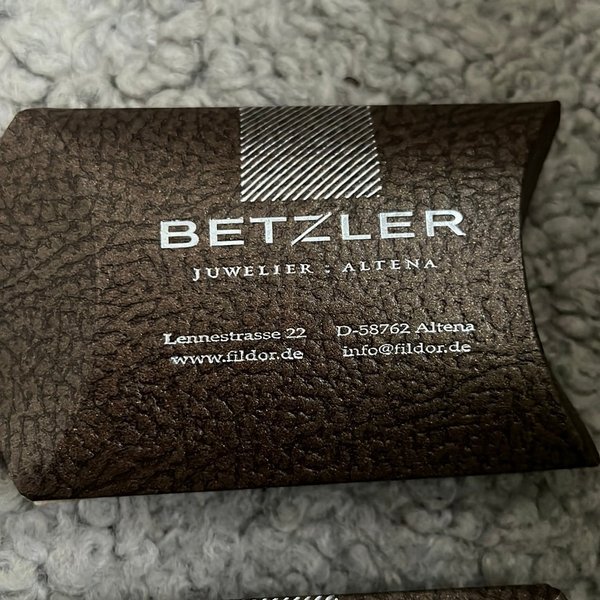 BETZLER
JUWELIER : ALTENA
Lennestrasse 22 D-58762 Altena
www.fildor.de info@fildor.de